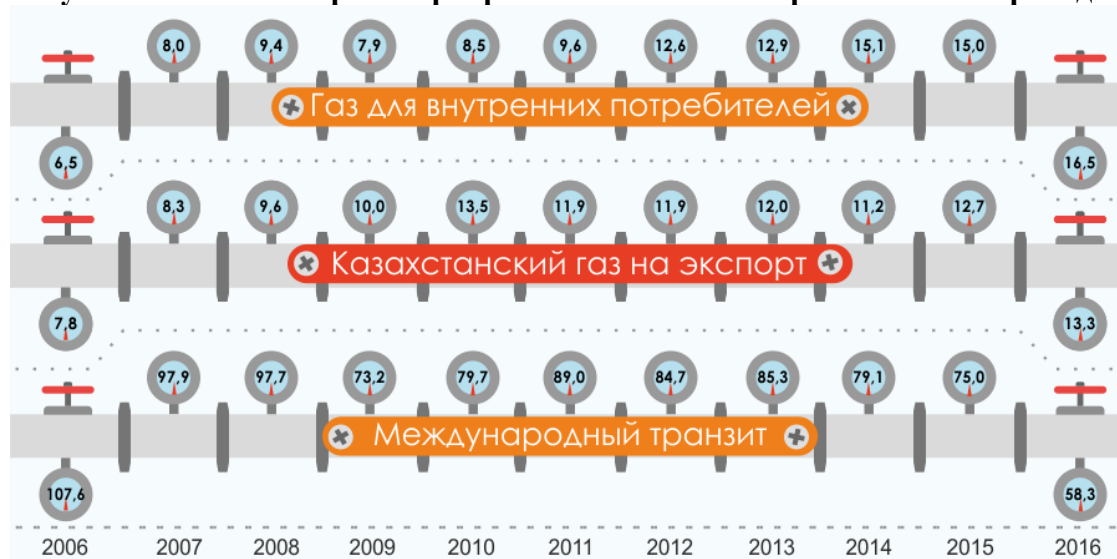 8,0 9,4 7,9 8,5 9,6 12,6 12,9 15,1 15,0
Газ для внутренних потребителей
6,5 16,5
8,3 9,6 10,0 13,5 11,9 11,9 12,0 11,2 12,7
Казахстанский газ на экспорт
7,8 13,3
97,9 97,7 73,2 79,7 89,0 84,7 85,3 79,1 75,0
Международный транзит
107,6 58,3
2006 2007 2008 2009 2010 2011 2012 2013 2014 2015 2016